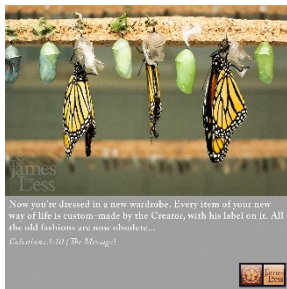 James
the Less
Now you're dressed in a new wardrobe. Every item of your new
way of life is custom-made by the Creator, with his label on it. All
the old fashions are now obsolete...
Colossians 3:10 (The Message)
James
the Less